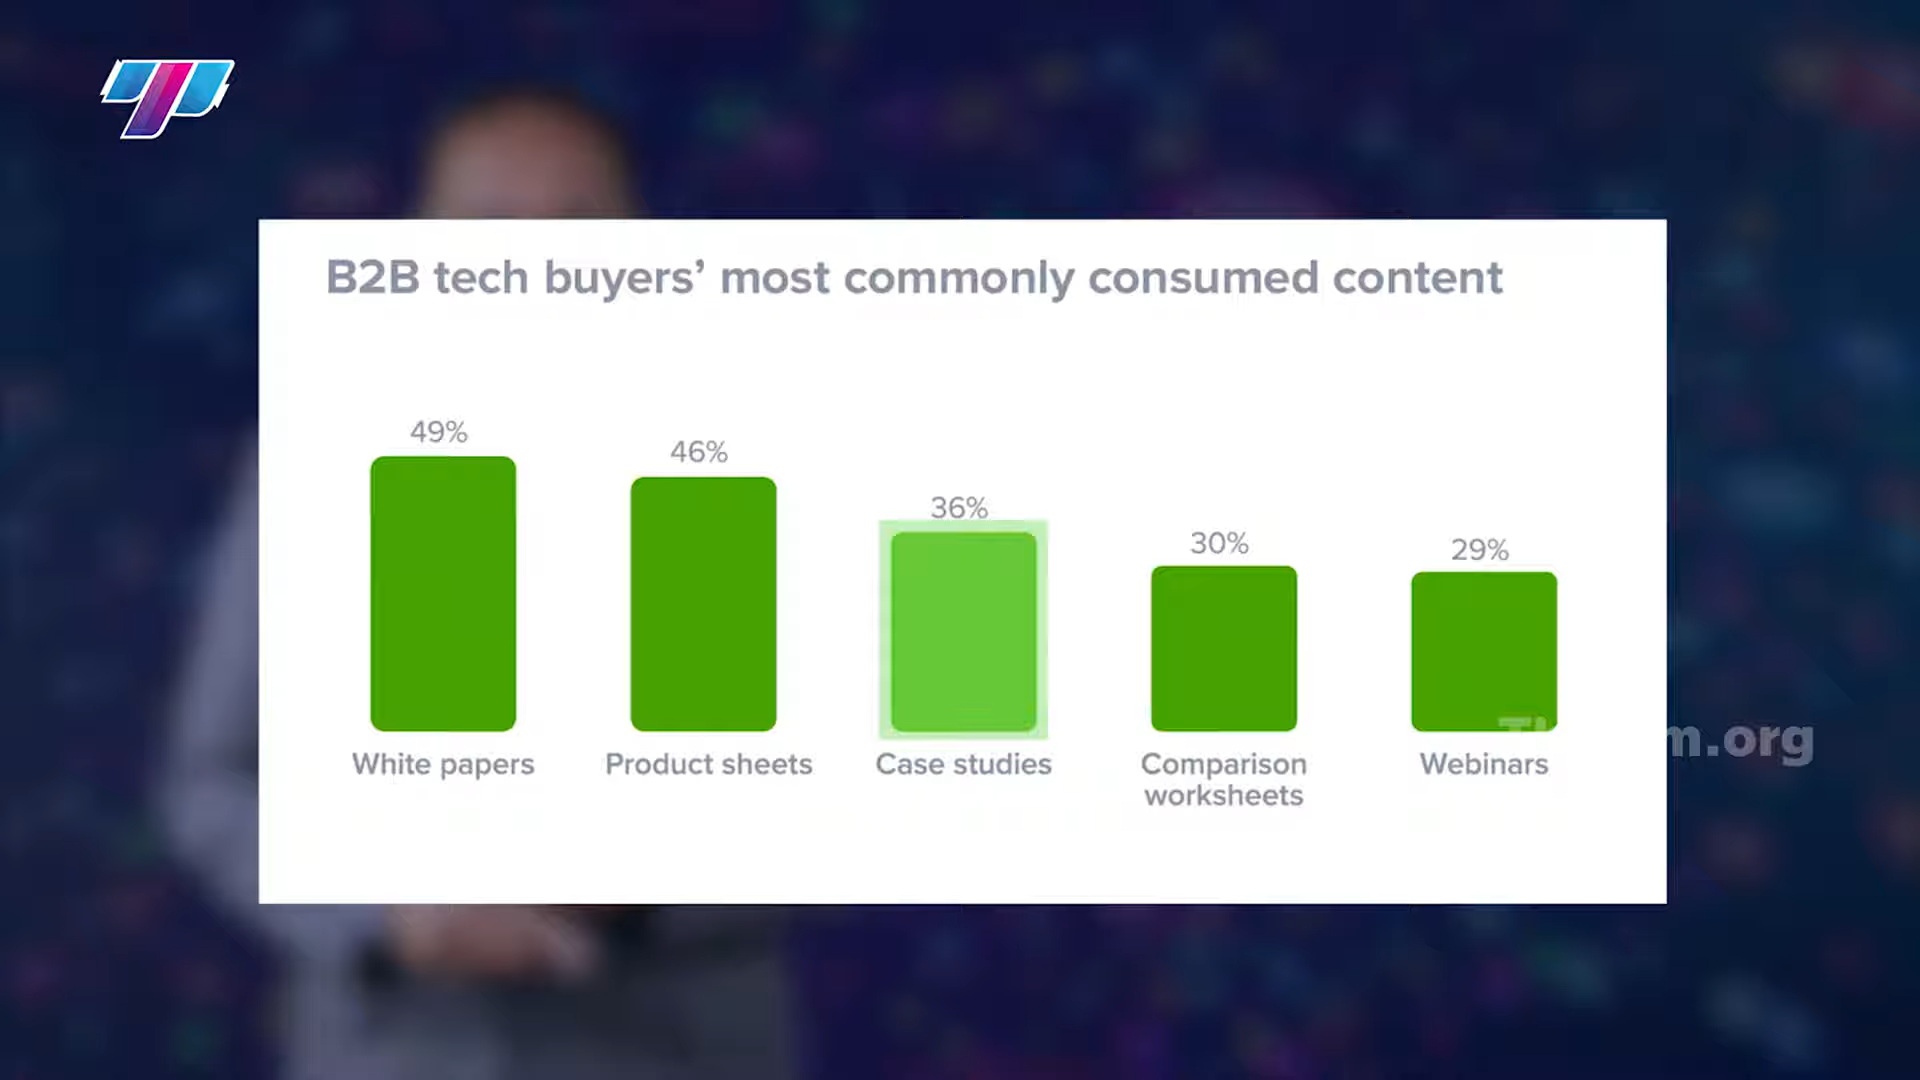 B2B tech buyers’ most commonly consumed content
49%
46%
36%
30%
29%
White papers
Product sheets
Case studies
Comparison
worksheets
Webinars